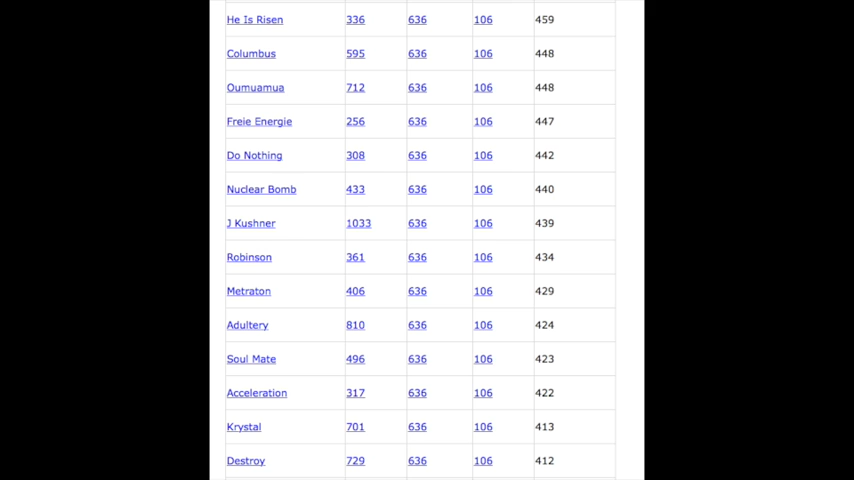 He Is Risen 336 636 106 459
Columbus 595 636 106 448
Oumuamua 712 636 106 448
Freie Energie 256 636 106 447
Do Nothing 308 636 106 442
Nuclear Bomb 433 636 106 440
J Kushner 1033 636 106 439
Robinson 361 636 106 434
Metraton 406 636 106 429
Adultery 810 636 106 424
Soul Mate 496 636 106 423
Acceleration 317 636 106 422
Krystal 701 636 106 413
Destroy 729 636 106 412